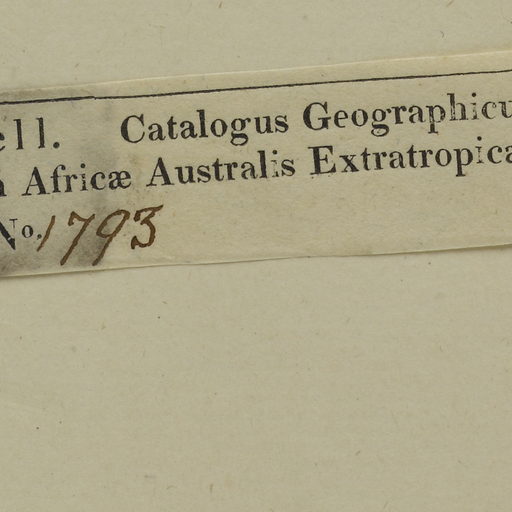 ell. Catalogus Geographicu
Africæ Australis Extratropica
No. 1793